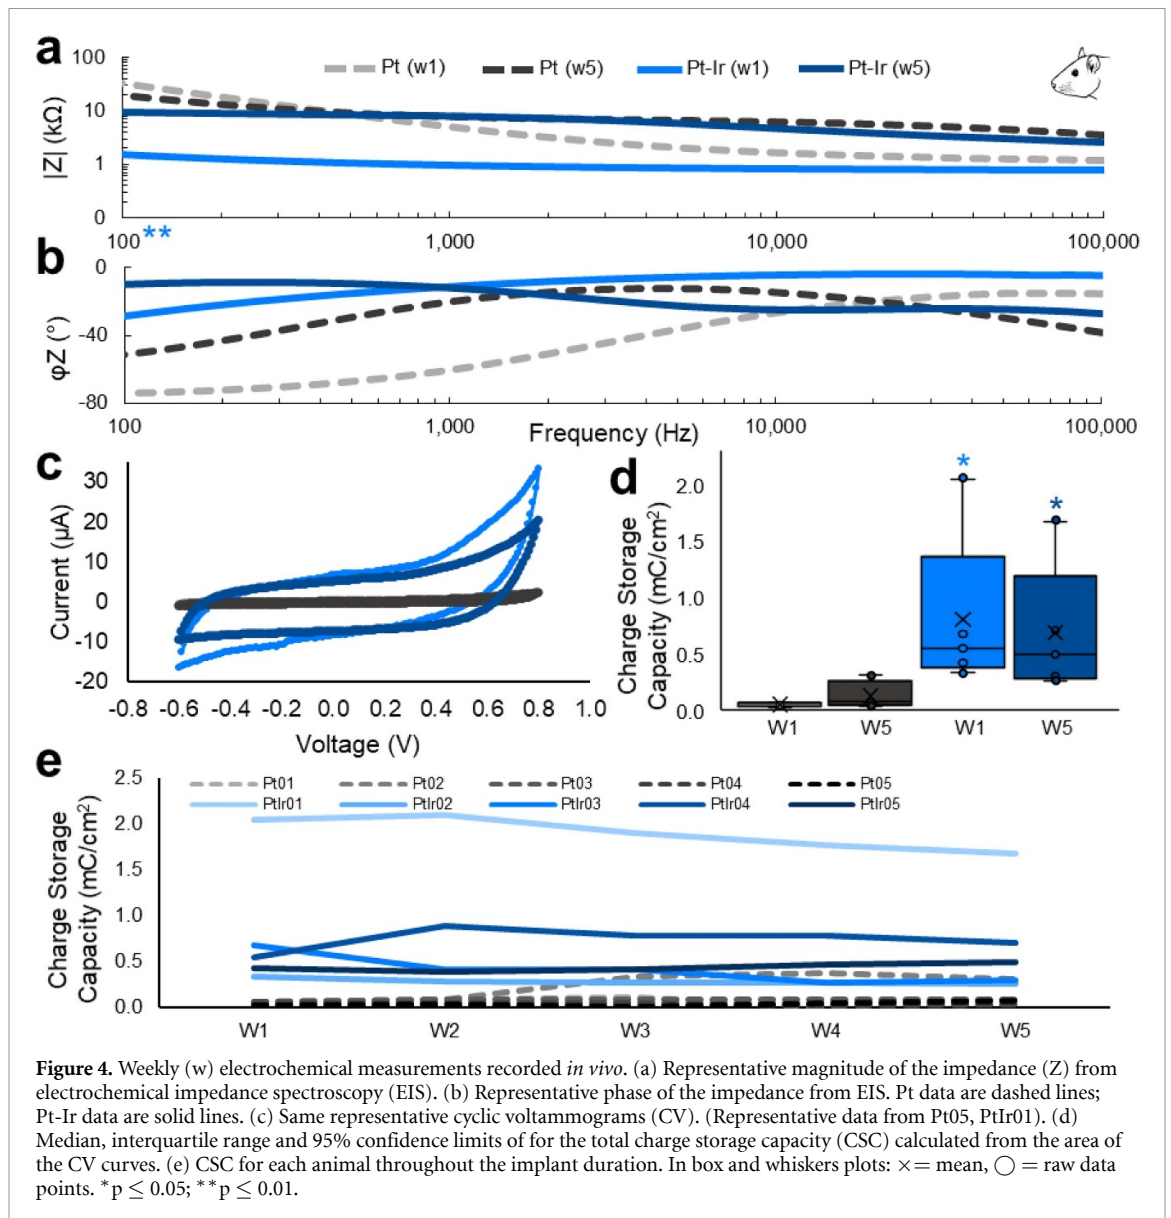 a
100
10
1
0
|Z| (kΩ)
Pt (w1) Pt (w5) Pt-Ir (w1) Pt-Ir (w5)
100** 1,000 10,000 100,000
b
0
-40
-80
φZ (°)
100 1,000 10,000 100,000
Frequency (Hz)
c
30
20
10
0
-10
-20
Current (µA)
-0.8 -0.6 -0.4 -0.2 0.0 0.2 0.4 0.6 0.8 1.0
Voltage (V)
d
Charge Storage
Capacity (mC/cm²)
2.0
1.5
1.0
0.5
0.0
* *
W1 W5 W1 W5
e
Charge Storage
Capacity (mC/cm²)
2.5
2.0
1.5
1.0
0.5
0.0
Pt01 Pt02 Pt03 Pt04 Pt05
PtIr01 PtIr02 PtIr03 PtIr04 PtIr05
W1 W2 W3 W4 W5
Figure 4. Weekly (w) electrochemical measurements recorded in vivo. (a) Representative magnitude of the impedance (Z) from
electrochemical impedance spectroscopy (EIS). (b) Representative phase of the impedance from EIS. Pt data are dashed lines;
Pt-Ir data are solid lines. (c) Same representative cyclic voltammograms (CV). (Representative data from Pt05, PtIr01). (d)
Median, interquartile range and 95% confidence limits of for the total charge storage capacity (CSC) calculated from the area of
the CV curves. (e) CSC for each animal throughout the implant duration. In box and whiskers plots: ×= mean, ◯ = raw data
points. *p ≤ 0.05; **p ≤ 0.01.